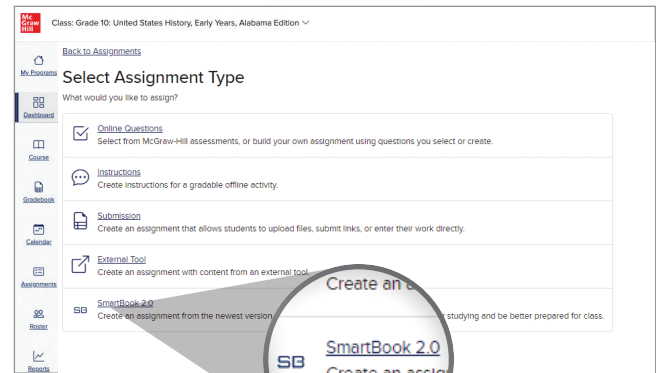 Mc
Graw
Hill
Class: Grade 10: United States History, Early Years, Alabama Edition
Back to Assignments
My Programs
Select Assignment Type
What would you like to assign?
Dashboard
Online Questions
Select from McGraw-Hill assessments, or build your own assignment using questions you select or create.
Course
Instructions
Create instructions for a gradable offline activity.
Gradebook
Submission
Create an assignment that allows students to upload files, submit links, or enter their work directly.
Calendar
External Tool
Create an assignment with content from an external tool.
Assignments
SB
SmartBook 2.0
Create an assignment from the newest version
r studying and be better prepared for class.
Roster
Reports
Create an a
SB
SmartBook 2.0
Create an assign